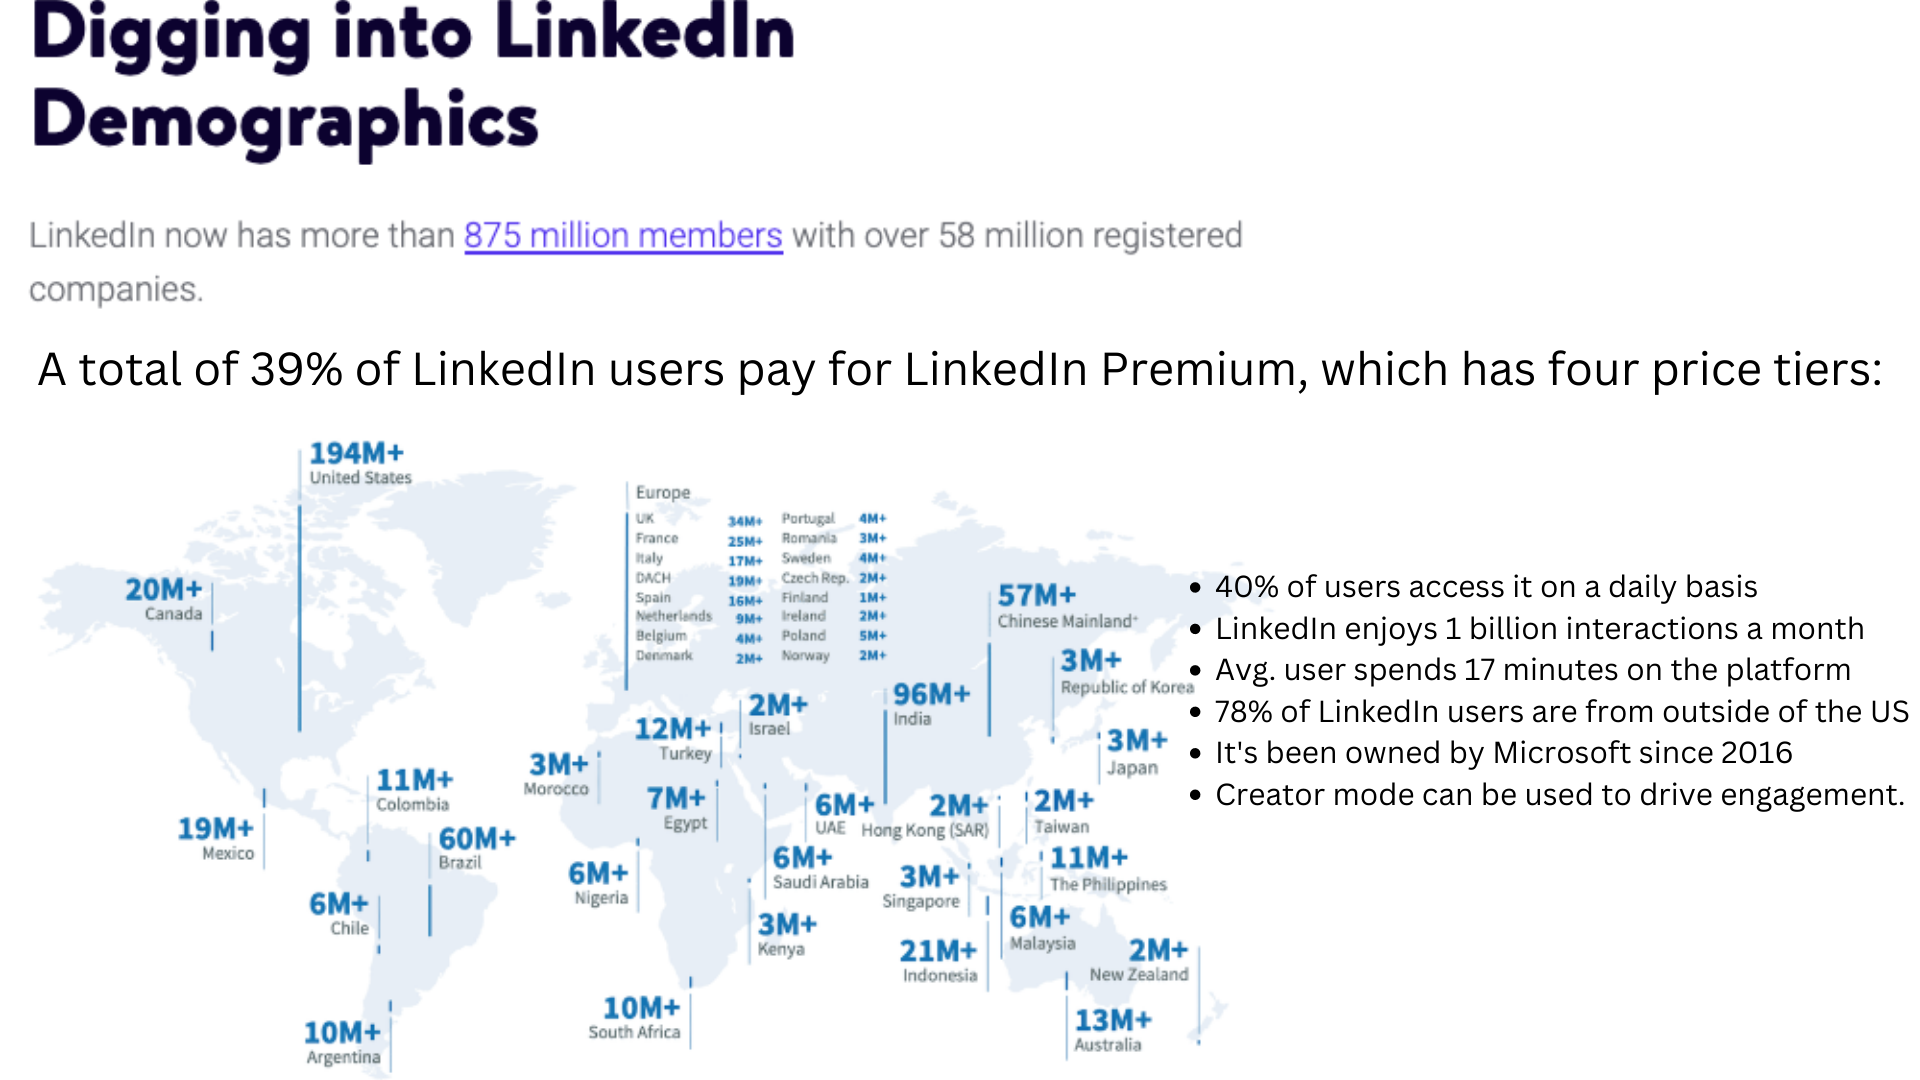 Digging into LinkedIn
Demographics
LinkedIn now has more than 875 million members with over 58 million registered
companies.
A total of 39% of LinkedIn users pay for LinkedIn Premium, which has four price tiers:
194M+
United States
20M+
Canada
Europe
UK 34M+ Portugal 4M+
France 25M+ Romania 3M+
Italy 17M+ Sweden 4M+
DACH 19M+ Czech Rep. 2M+
Spain 16M+ Finland 1M+
Netherlands 9M+ Ireland 2M+
Belgium 4M+ Poland 5M+
Denmark 2M+ Norway 2M+
57M+
Chinese Mainland*
3M+
Republic of Korea
96M+
India
2M+
Israel
12M+
Turkey
3M+
Japan
3M+
Morocco
11M+
Colombia
7M+
Egypt
6M+
UAE
2M+
Hong Kong (SAR)
2M+
Taiwan
19M+
Mexico
60M+
Brazil
6M+
Nigeria
6M+
Saudi Arabia
3M+
Singapore
11M+
The Philippines
6M+
Chile
3M+
Kenya
21M+
Indonesia
6M+
Malaysia
2M+
New Zealand
10M+
Argentina
10M+
South Africa
13M+
Australia
• 40% of users access it on a daily basis
• LinkedIn enjoys 1 billion interactions a month
• Avg. user spends 17 minutes on the platform
• 78% of LinkedIn users are from outside of the US
• It's been owned by Microsoft since 2016
• Creator mode can be used to drive engagement.